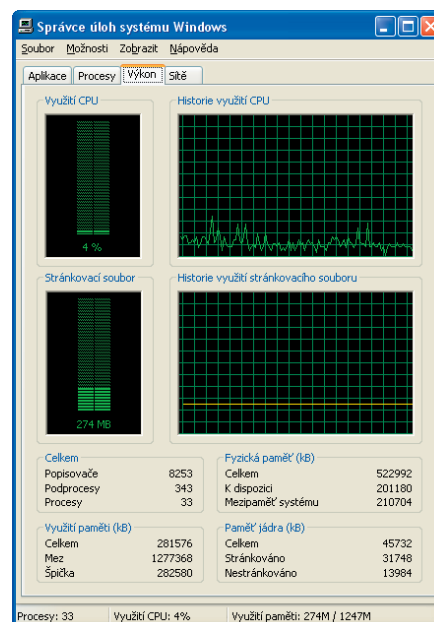 Správce úloh systému Windows
Soubor Možnosti Zobrazit Nápověda
Aplikace Procesy Výkon Sítě
Využití CPU Historie využití CPU
4 %
Stránkovací soubor Historie využití stránkovacího souboru
274 MB
Celkem
Popisovače 8253
Podprocesy 343
Procesy 33
Fyzická paměť (kB)
Celkem 522992
K dispozici 201180
Mezipaměť systému 210704
Využití paměti (kB)
Celkem 281576
Mez 1277368
Špička 282580
Paměť jádra (kB)
Celkem 45732
Stránkováno 31748
Nestránkováno 13984
Procesy: 33 Využití CPU: 4% Využití paměti: 274M / 1247M